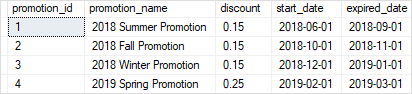 promotion_id promotion_name discount start_date expired_date
1 2018 Summer Promotion 0.15 2018-06-01 2018-09-01
2 2018 Fall Promotion 0.15 2018-10-01 2018-11-01
3 2018 Winter Promotion 0.15 2018-12-01 2019-01-01
4 2019 Spring Promotion 0.25 2019-02-01 2019-03-01